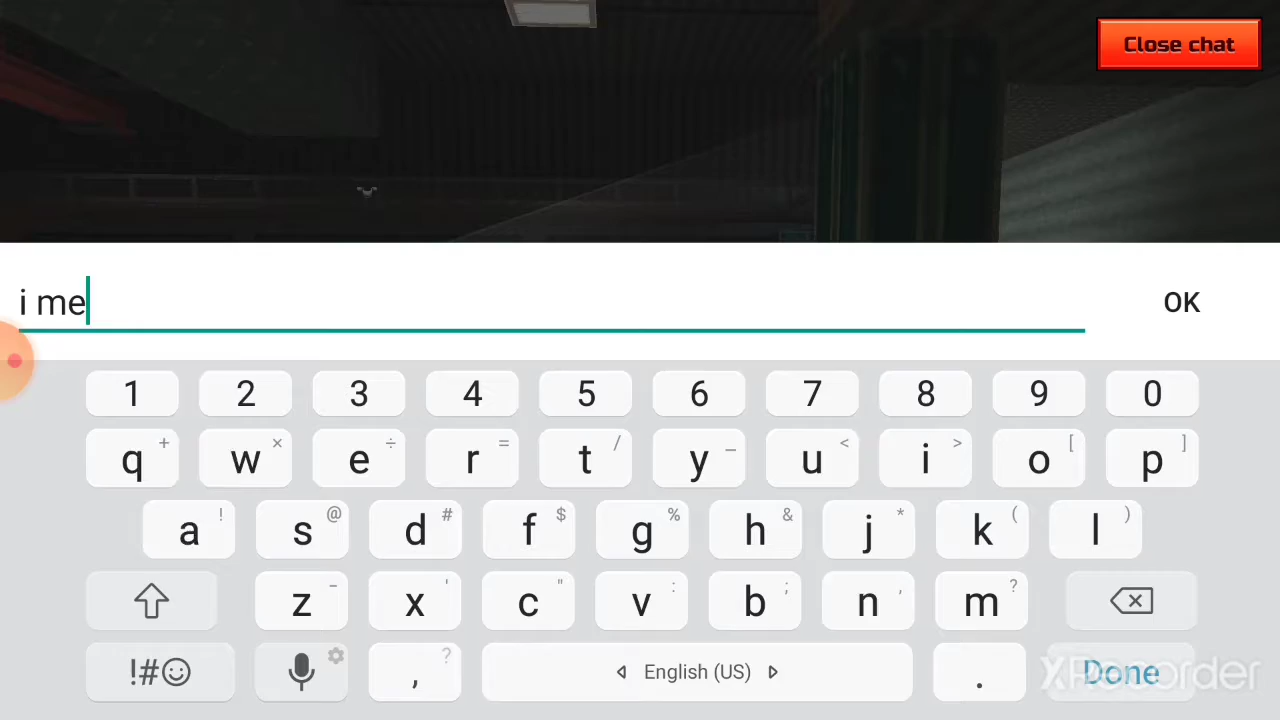 Close chat
i me
OK
1 2 3 4 5 6 7 8 9 0
q + w × e ÷ r = t / y _ u < i > o [ p ]
a ! s @ d # f $ g % h & j * k ( l )
z - x ' c " v : b ; n , m ?
!#☺ , ? English (US) . Done
XRecorder